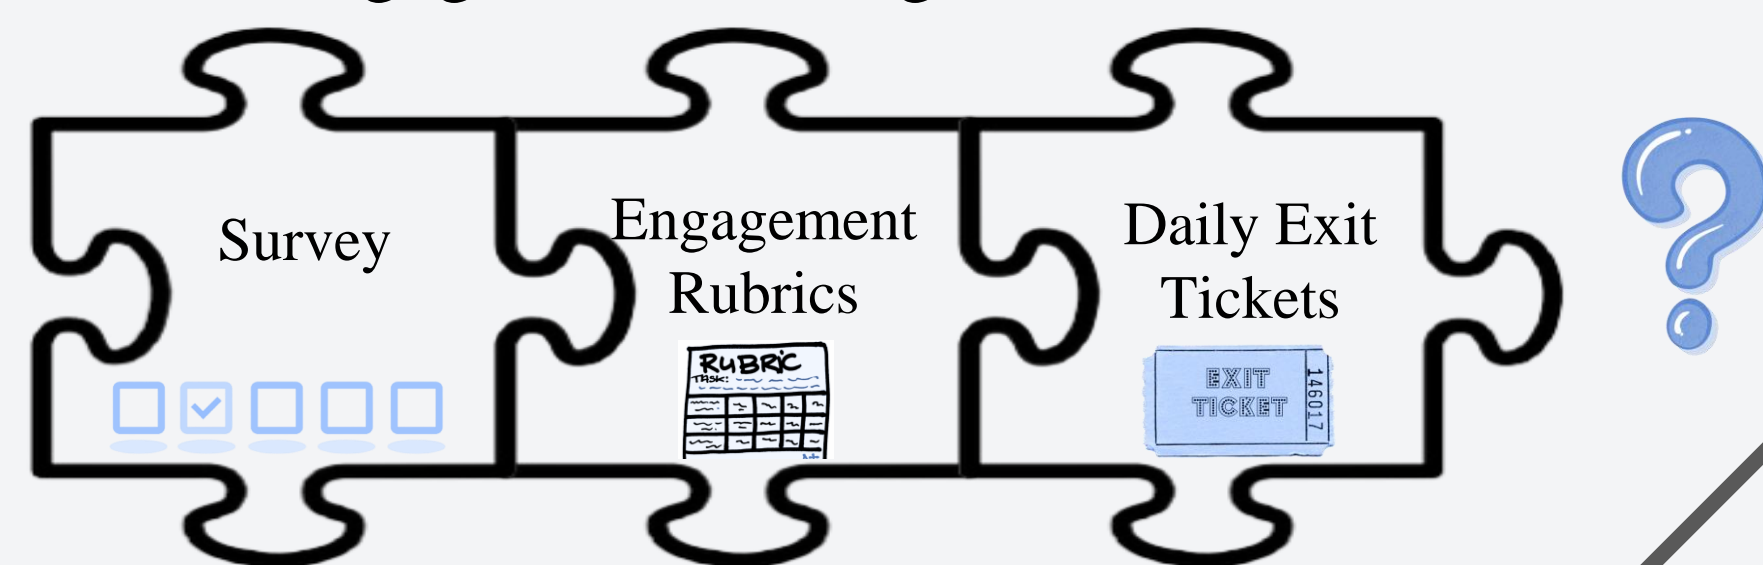 Survey
Engagement
Rubrics
Daily Exit
Tickets
RUBRIC
TASK:
EXIT
TICKET
146017